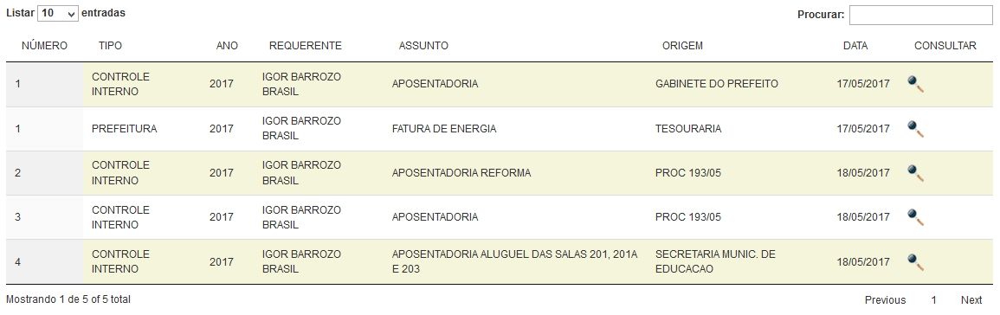 Listar 10 entradas Procurar:
NÚMERO TIPO ANO REQUERENTE ASSUNTO ORIGEM DATA CONSULTAR
1 CONTROLE INTERNO 2017 IGOR BARROZO BRASIL APOSENTADORIA GABINETE DO PREFEITO 17/05/2017
1 PREFEITURA 2017 IGOR BARROZO BRASIL FATURA DE ENERGIA TESOURARIA 17/05/2017
2 CONTROLE INTERNO 2017 IGOR BARROZO BRASIL APOSENTADORIA REFORMA PROC 193/05 18/05/2017
3 CONTROLE INTERNO 2017 IGOR BARROZO BRASIL APOSENTADORIA PROC 193/05 18/05/2017
4 CONTROLE INTERNO 2017 IGOR BARROZO BRASIL APOSENTADORIA ALUGUEL DAS SALAS 201, 201A E 203 SECRETARIA MUNIC. DE EDUCACAO 18/05/2017
Mostrando 1 de 5 of 5 total Previous 1 Next